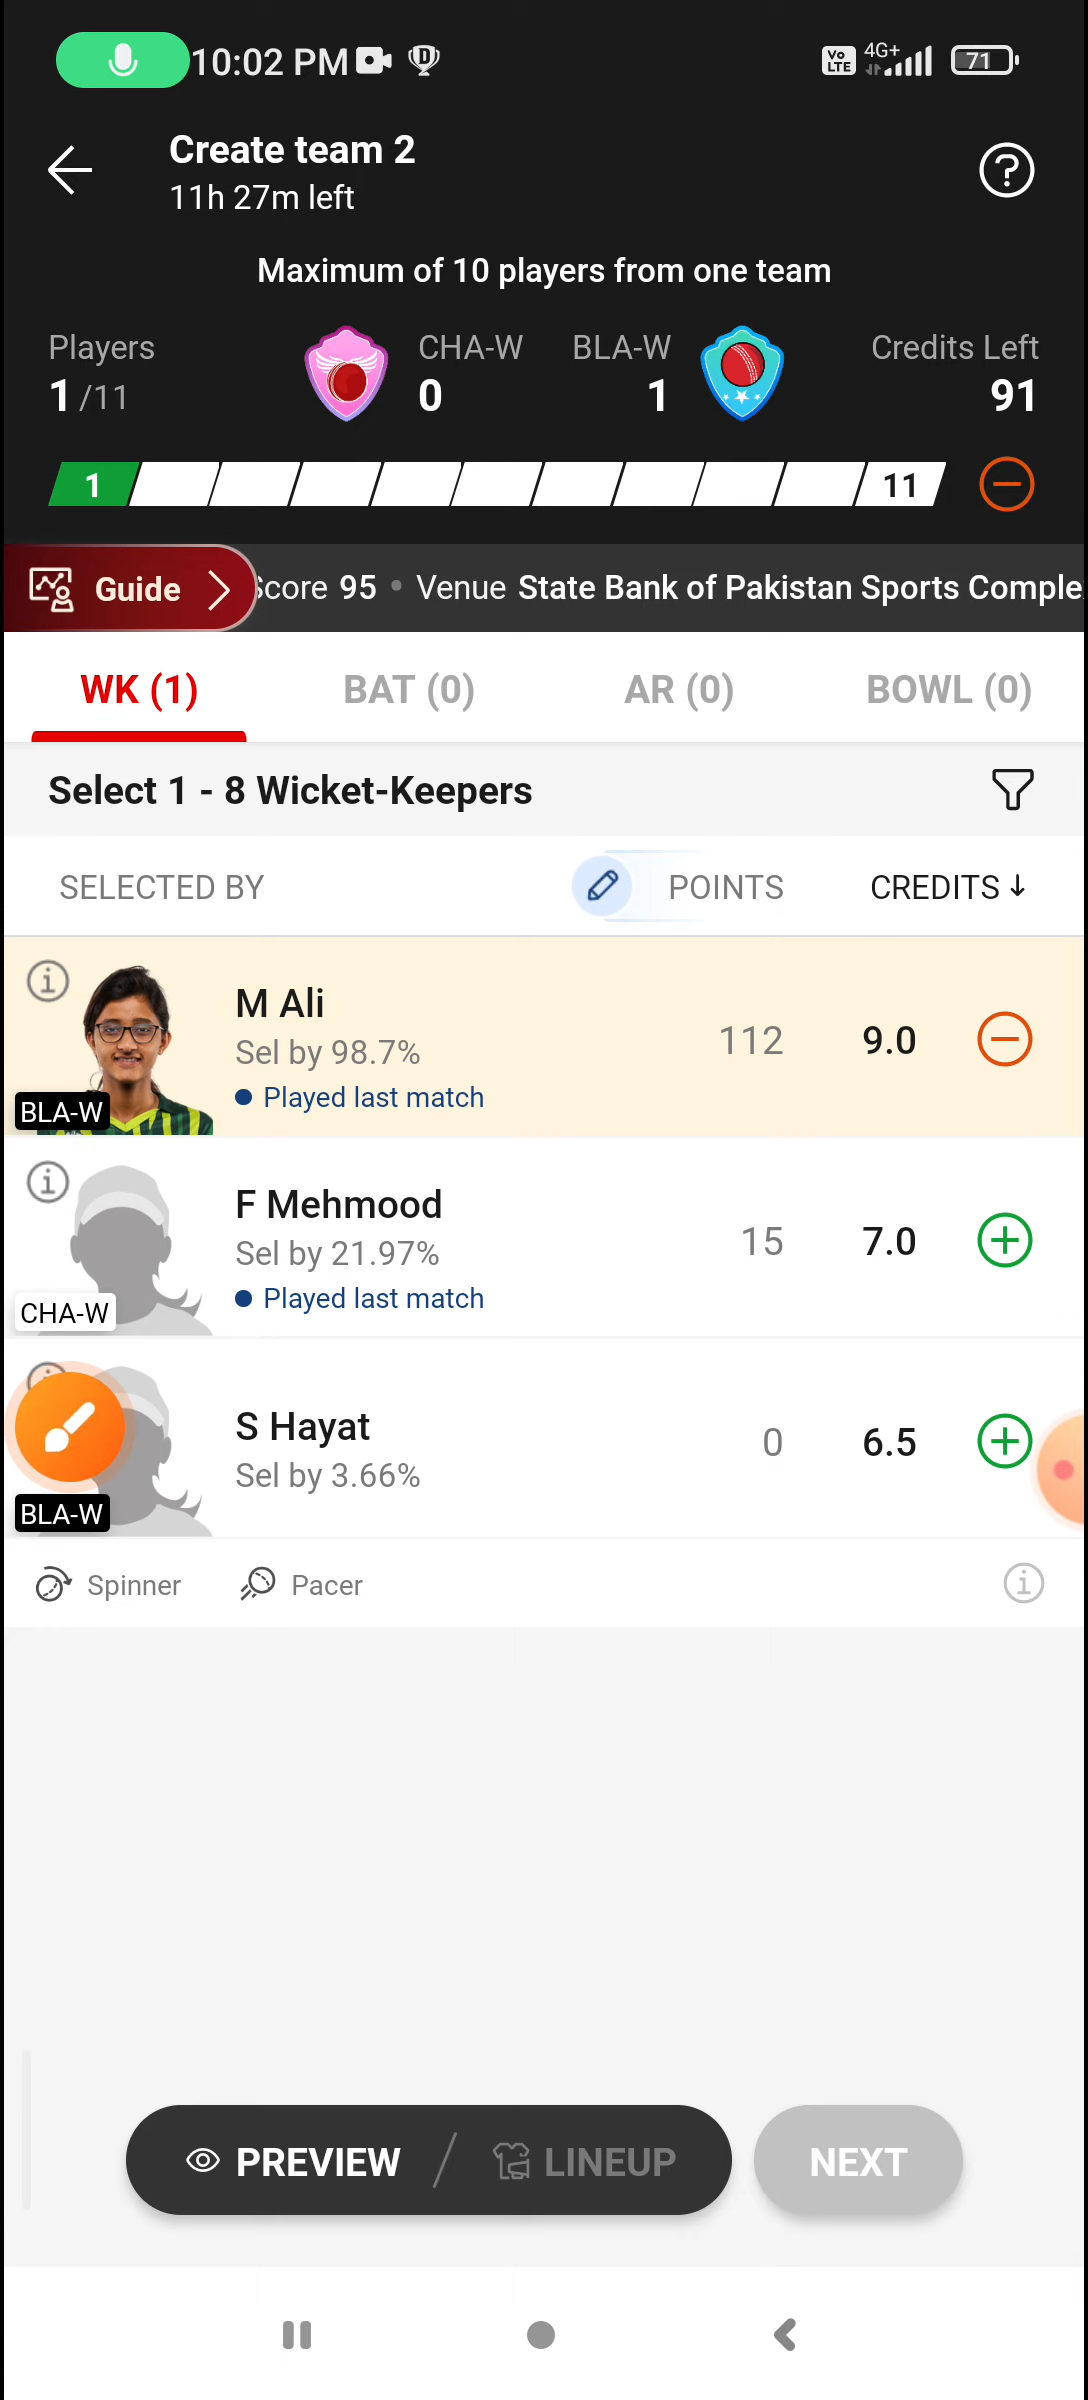 10:02 PM
Vo LTE 4G+ 71
Create team 2
11h 27m left
Maximum of 10 players from one team
Players CHA-W BLA-W Credits Left
1 /11 0 1 91
1 11
Guide Score 95 • Venue State Bank of Pakistan Sports Comple
WK (1) BAT (0) AR (0) BOWL (0)
Select 1 - 8 Wicket-Keepers
SELECTED BY POINTS CREDITS ↓
M Ali
Sel by 98.7%
112 9.0
Played last match
BLA-W
F Mehmood
Sel by 21.97%
15 7.0
Played last match
CHA-W
S Hayat
Sel by 3.66%
0 6.5
BLA-W
Spinner Pacer
PREVIEW / LINEUP NEXT